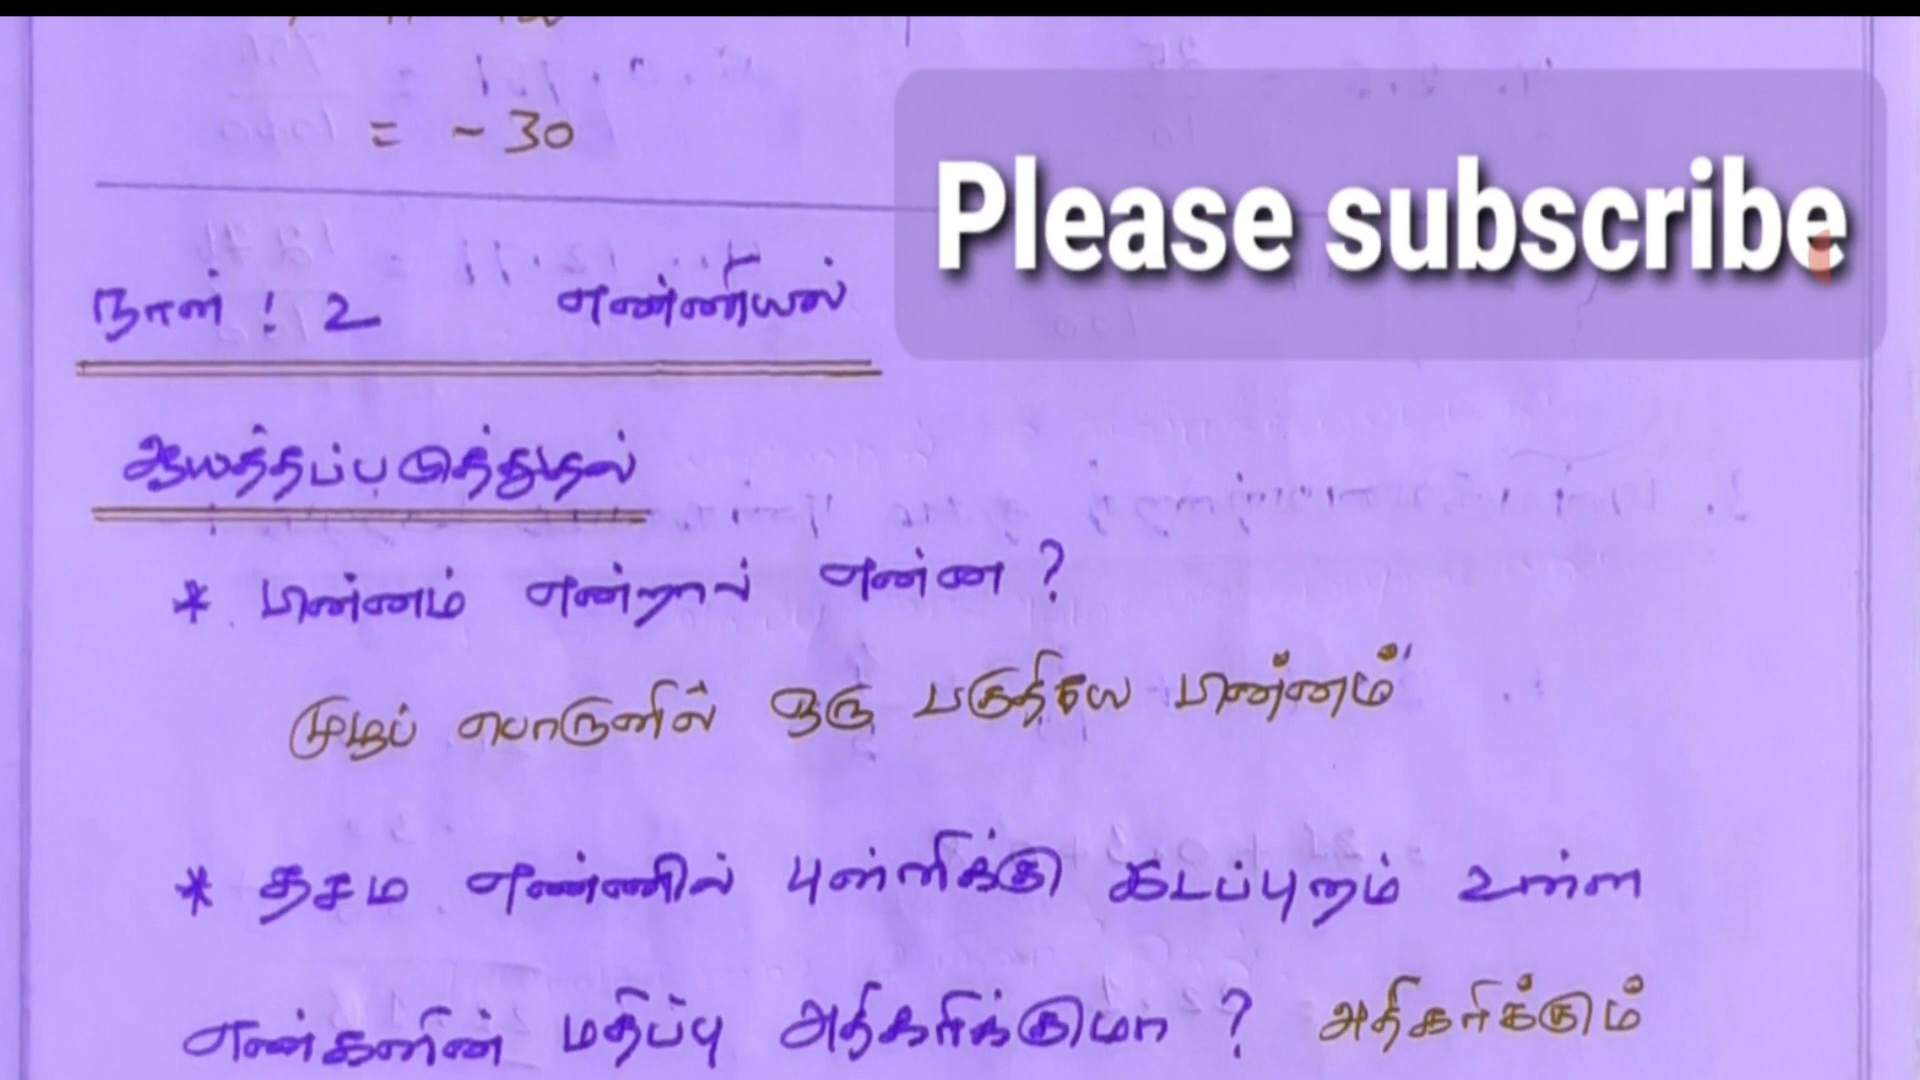 = - 30
Please subscribe
நாள் : 2 எண்ணியல்
ஆயத்தப்படுத்துதல்
* பின்னம் என்றால் என்ன ?
முழுப் பொருளில் ஒரு பகுதியே பின்னம்
* தசம எண்ணில் புள்ளிக்கு கடப்புறம் உள்ள
எண்களின் மதிப்பு அதிகரிக்குமா ? அதிகரிக்கும்